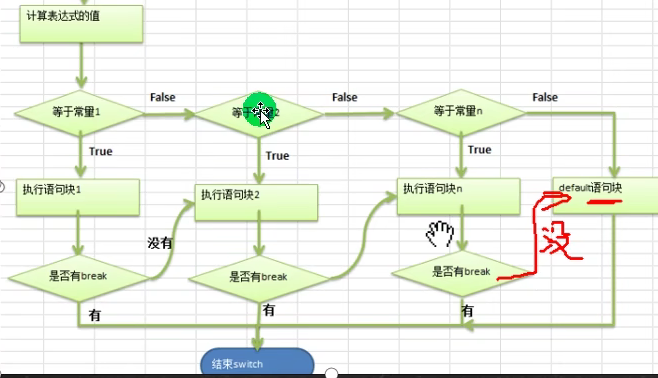 计算表达式的值
等于常量1
False
等于常量2
False
等于常量n
False
True
True
True
执行语句块1
执行语句块2
执行语句块n
default语句块
没有
没
是否有break
是否有break
是否有break
有
有
有
结束switch